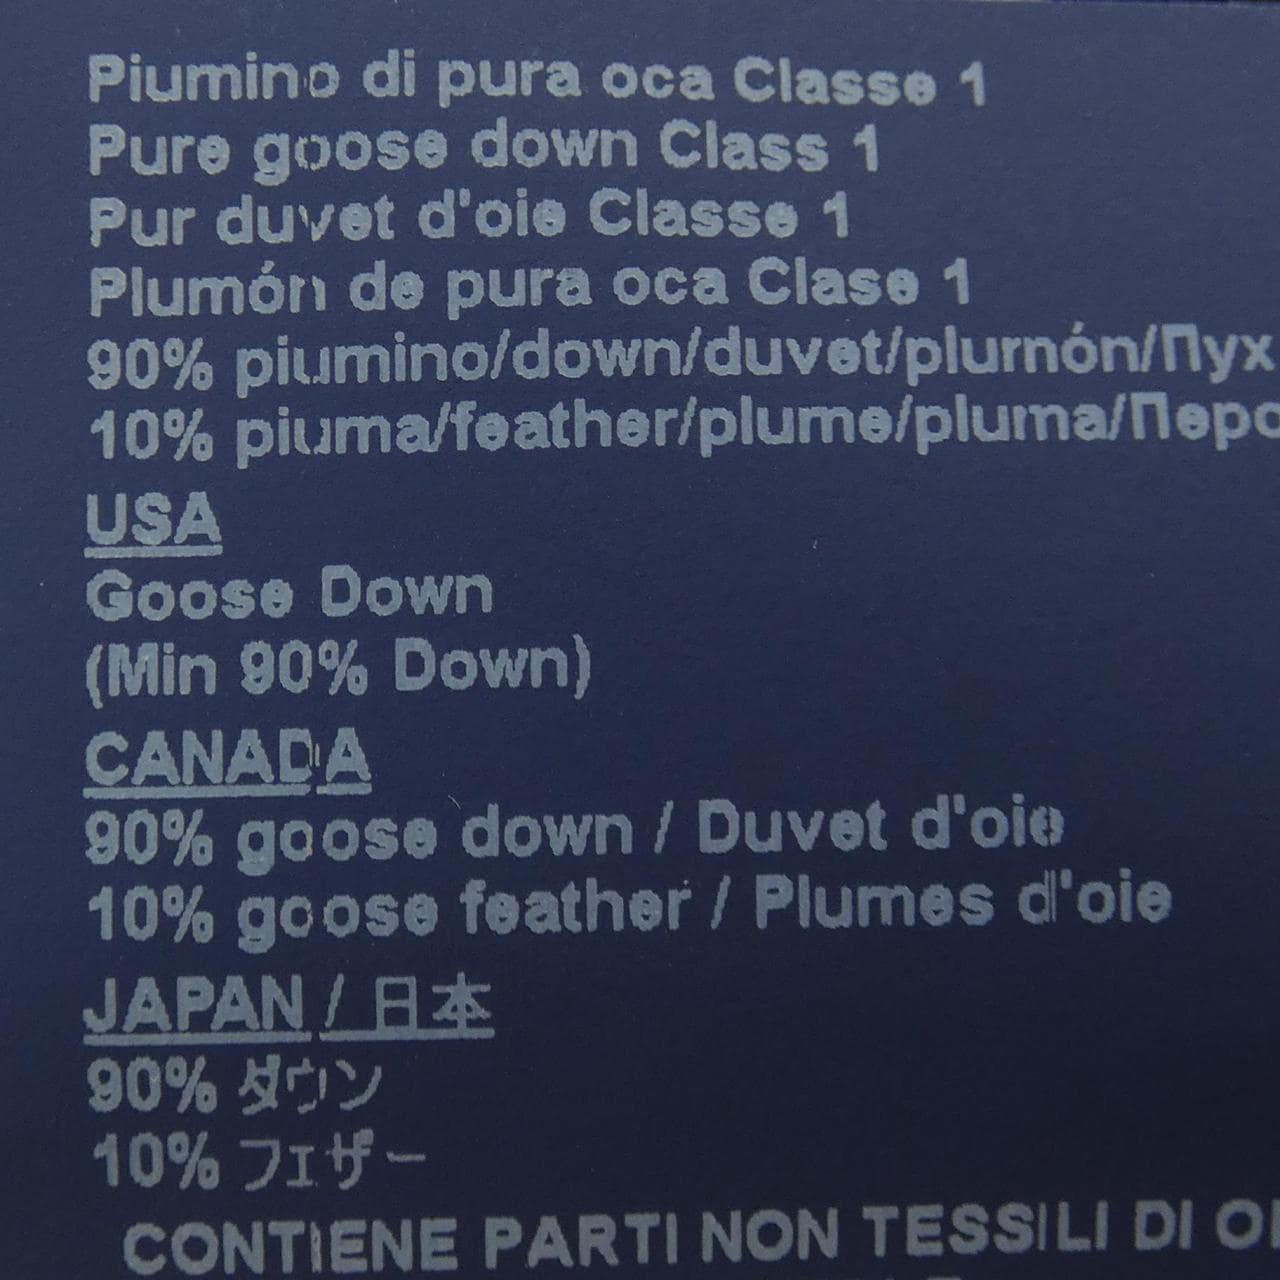 Piumino di pura oca Classe 1
Pure goose down Class 1
Pur duvet d'oie Classe 1
Plumón de pura oca Clase 1
90% piumino/down/duvet/plumón/Пух
10% piuma/feather/plume/pluma/Перо
USA
Goose Down
(Min 90% Down)
CANADA
90% goose down / Duvet d'oie
10% goose feather / Plumes d'oie
JAPAN / 日本
90% ダウン
10% フェザー
CONTIENE PARTI NON TESSILI DI